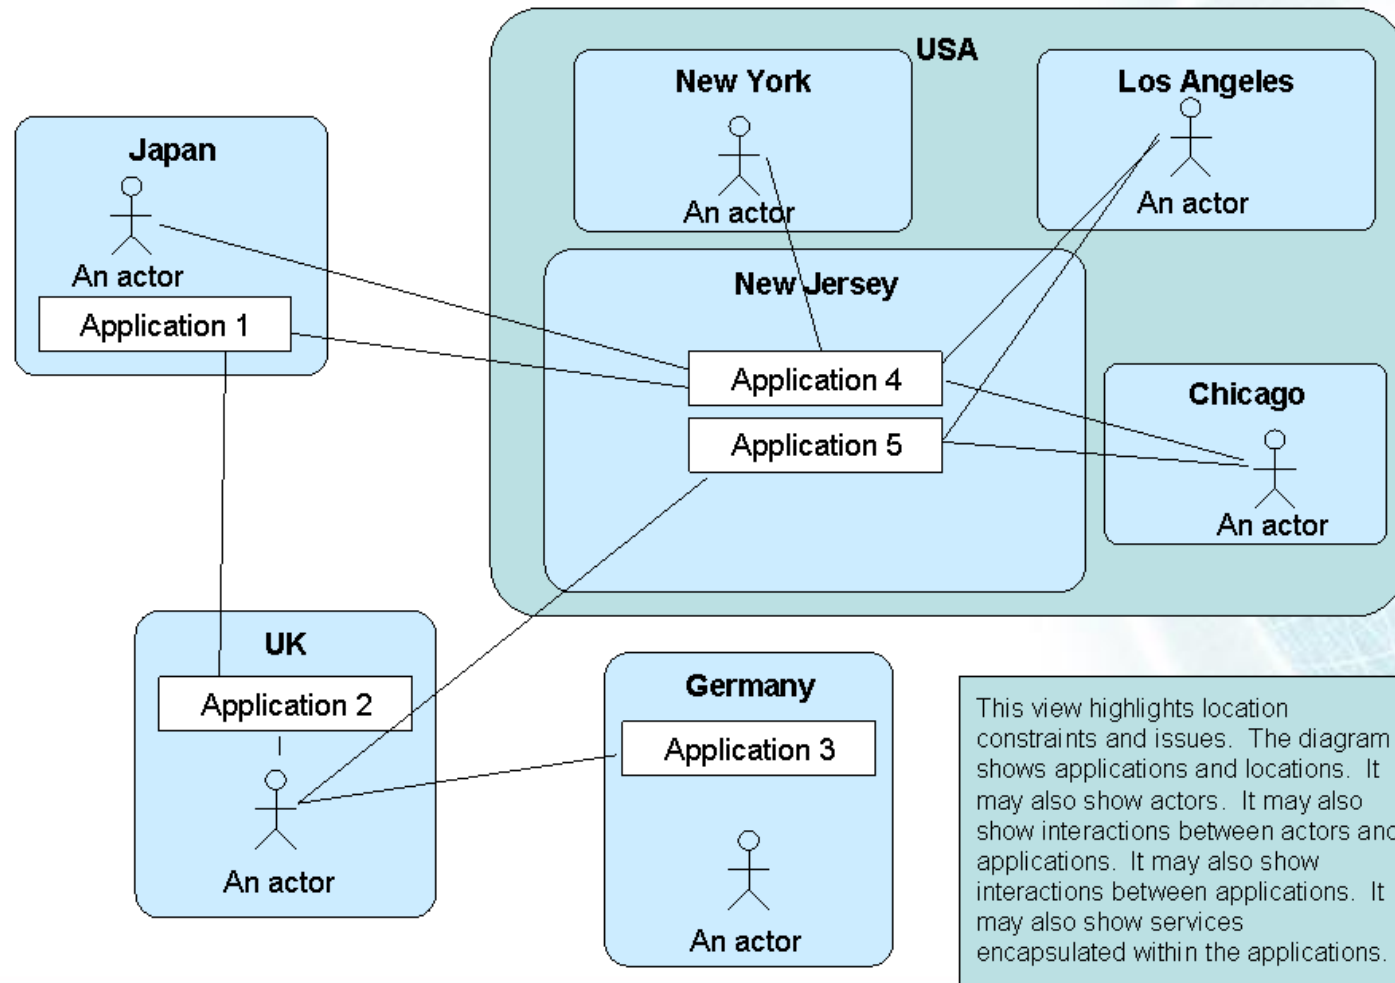 USA
New York
An actor
Los Angeles
An actor
Japan
An actor
Application 1
New Jersey
Application 4
Application 5
Chicago
An actor
UK
Application 2
An actor
Germany
Application 3
An actor
This view highlights location
constraints and issues. The diagram
shows applications and locations. It
may also show actors. It may also
show interactions between actors and
applications. It may also show
interactions between applications. It
may also show services
encapsulated within the applications.